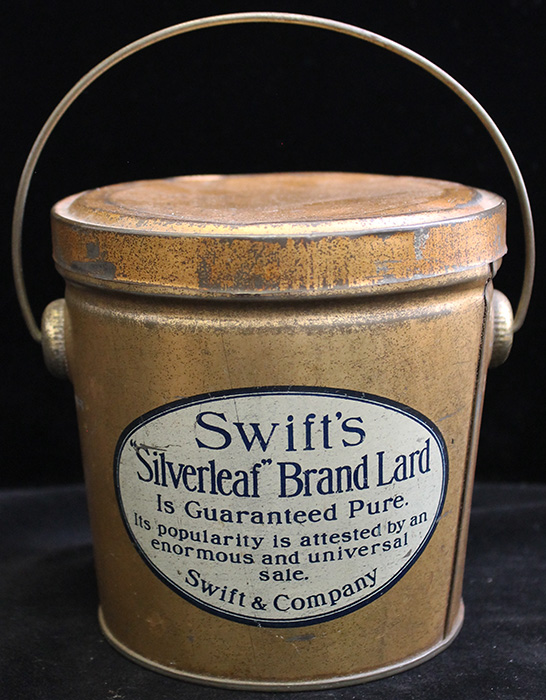 Swift's
"Silverleaf" Brand Lard
Is Guaranteed Pure.
Its popularity is attested by an
enormous and universal
sale.
Swift & Company